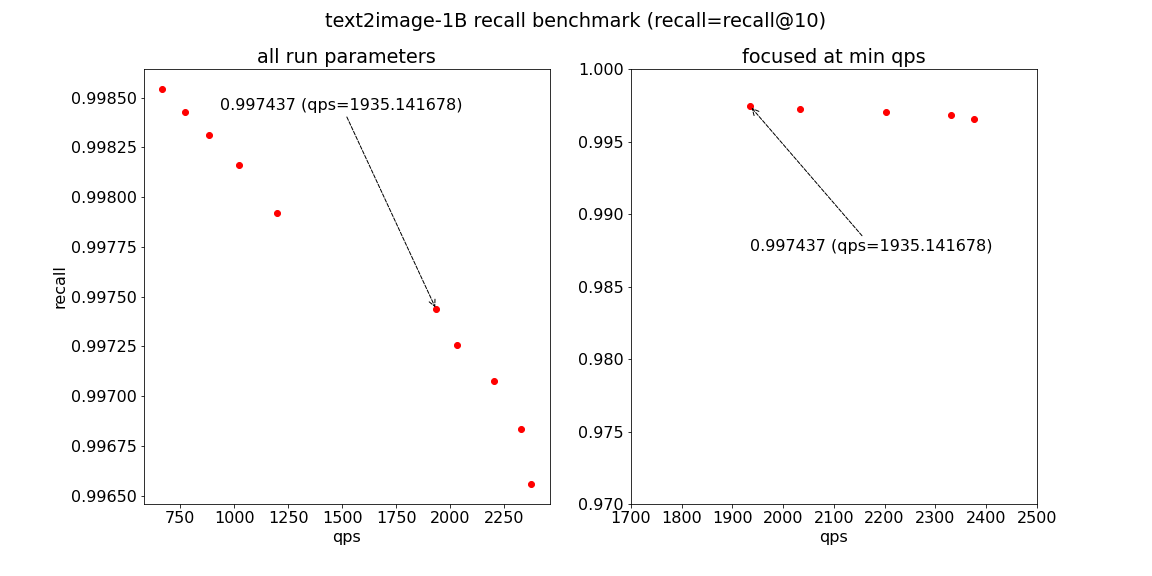 text2image-1B recall benchmark (recall=recall@10)
all run parameters
recall
0.99850
0.99825
0.99800
0.99775
0.99750
0.99725
0.99700
0.99675
0.99650
0.997437 (qps=1935.141678)
750 1000 1250 1500 1750 2000 2250
qps
focused at min qps
1.000
0.995
0.990
0.985
0.980
0.975
0.970
0.997437 (qps=1935.141678)
1700 1800 1900 2000 2100 2200 2300 2400 2500
qps